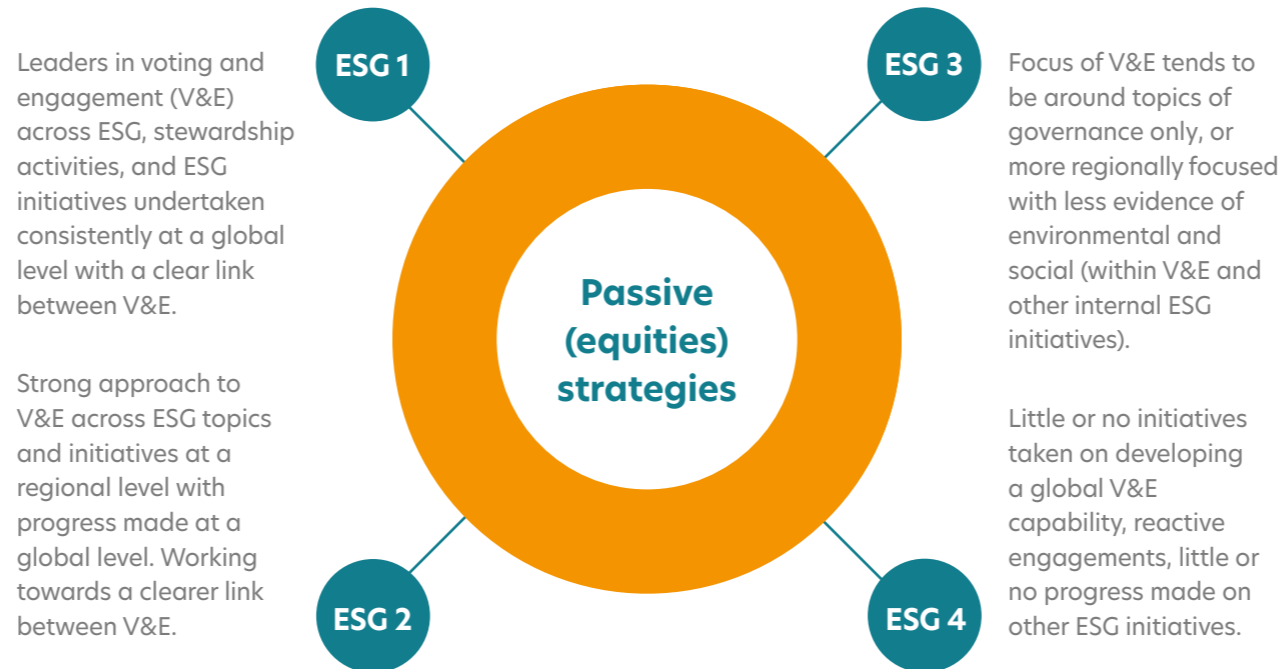 ESG 1
Leaders in voting and
engagement (V&E)
across ESG, stewardship
activities, and ESG
initiatives undertaken
consistently at a global
level with a clear link
between V&E.
Strong approach to
V&E across ESG topics
and initiatives at a
regional level with
progress made at a
global level. Working
towards a clearer link
between V&E.
ESG 2
Passive
(equities)
strategies
ESG 3
Focus of V&E tends to
be around topics of
governance only, or
more regionally focused
with less evidence of
environmental and
social (within V&E and
other internal ESG
initiatives).
ESG 4
Little or no initiatives
taken on developing
a global V&E
capability, reactive
engagements, little or
no progress made on
other ESG initiatives.